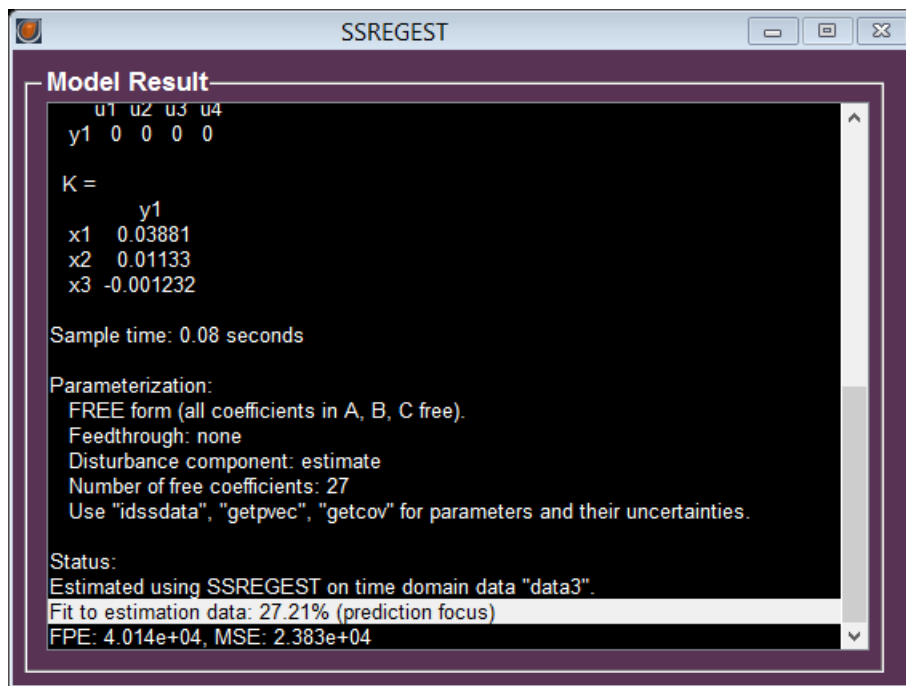 SSREGEST
Model Result
u1 u2 u3 u4
y1 0 0 0 0
K =
y1
x1 0.03881
x2 0.01133
x3 -0.001232
Sample time: 0.08 seconds
Parameterization:
FREE form (all coefficients in A, B, C free).
Feedthrough: none
Disturbance component: estimate
Number of free coefficients: 27
Use "idssdata", "getpvec", "getcov" for parameters and their uncertainties.
Status:
Estimated using SSREGEST on time domain data "data3".
Fit to estimation data: 27.21% (prediction focus)
FPE: 4.014e+04, MSE: 2.383e+04